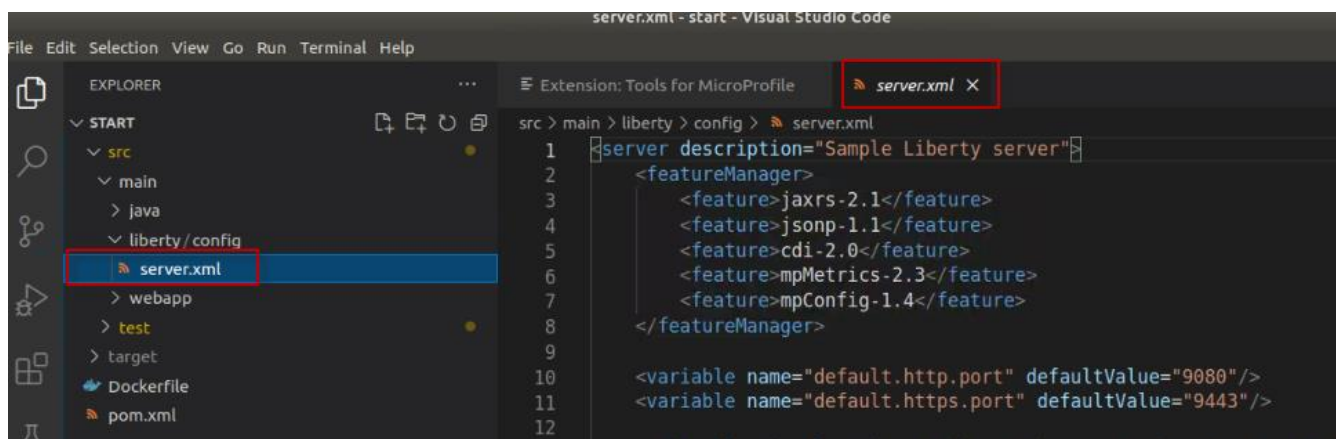 server.xml - start - Visual Studio Code
File Edit Selection View Go Run Terminal Help
EXPLORER
START
src
main
java
liberty/config
server.xml
webapp
test
target
Dockerfile
pom.xml
Extension: Tools for MicroProfile
server.xml
src > main > liberty > config > server.xml
1 <server description="Sample Liberty server">
2 <featureManager>
3 <feature>jaxrs-2.1</feature>
4 <feature>jsonp-1.1</feature>
5 <feature>cdi-2.0</feature>
6 <feature>mpMetrics-2.3</feature>
7 <feature>mpConfig-1.4</feature>
8 </featureManager>
9
10 <variable name="default.http.port" defaultValue="9080"/>
11 <variable name="default.https.port" defaultValue="9443"/>
12